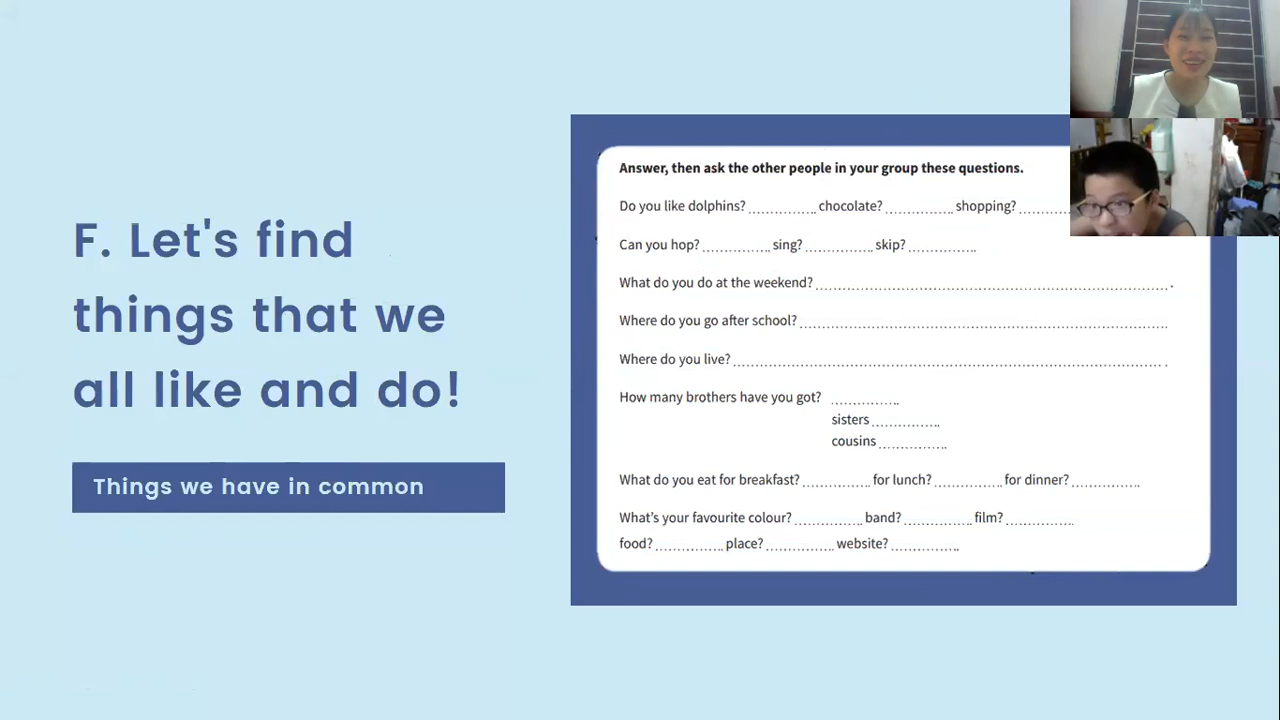 F. Let's find
things that we
all like and do!
Things we have in common
Answer, then ask the other people in your group these questions.
Do you like dolphins? ................. chocolate? ................. shopping? .............
Can you hop? ................. sing? ................. skip? .................
What do you do at the weekend? ........................................................................................ .
Where do you go after school? ............................................................................................
Where do you live? ............................................................................................................ .
How many brothers have you got? .................
sisters .................
cousins .................
What do you eat for breakfast? ................. for lunch? ................. for dinner? .................
What's your favourite colour? ................. band? ................. film? .................
food? ................. place? ................. website? .................